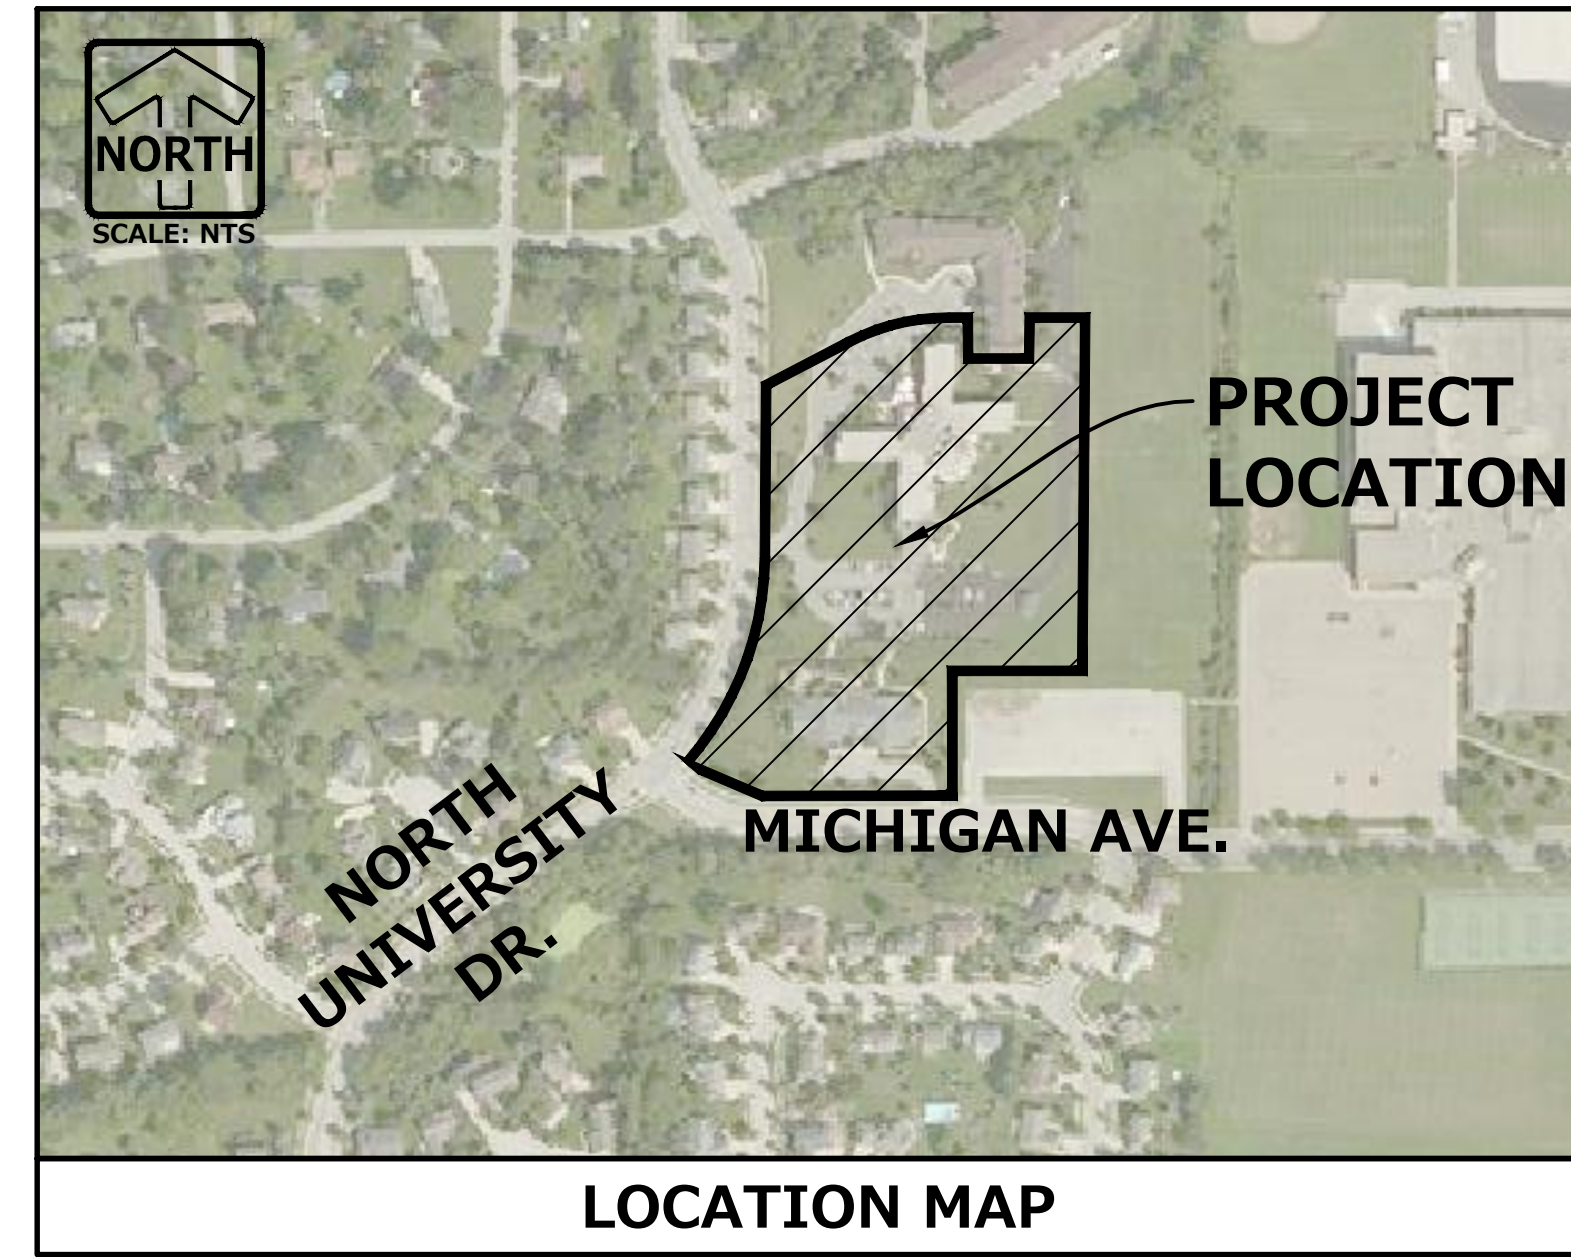 NORTH
SCALE: NTS
PROJECT
LOCATION
NORTH
UNIVERSITY
DR.
MICHIGAN AVE.
LOCATION MAP